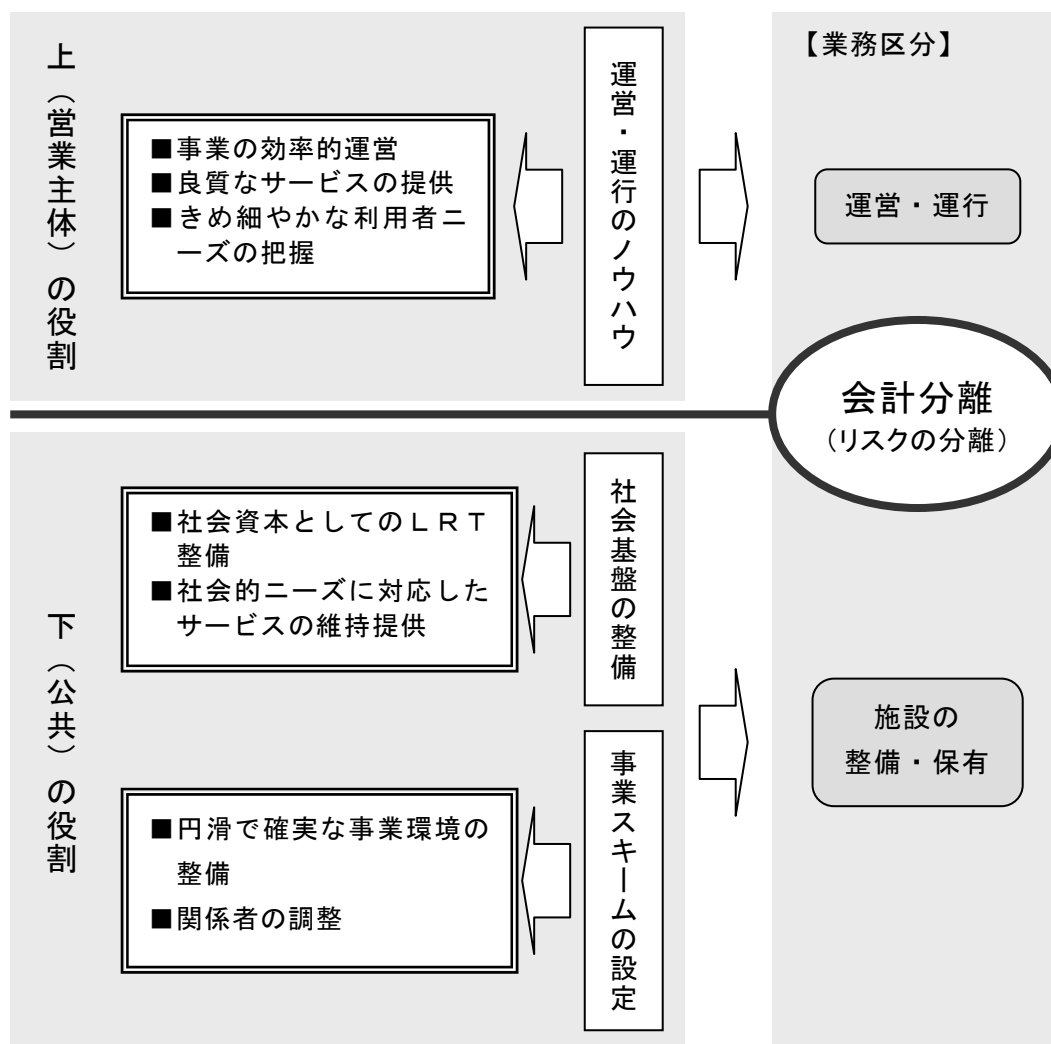 上（営業主体）の役割
■事業の効率的運営
■良質なサービスの提供
■きめ細やかな利用者ニ
ーズの把握
運営・運行のノウハウ
【業務区分】
運営・運行
会計分離
（リスクの分離）
下（公共）の役割
■社会資本としてのＬＲＴ
整備
■社会的ニーズに対応した
サービスの維持提供
社会基盤の整備
■円滑で確実な事業環境の
整備
■関係者の調整
事業スキームの設定
施設の
整備・保有